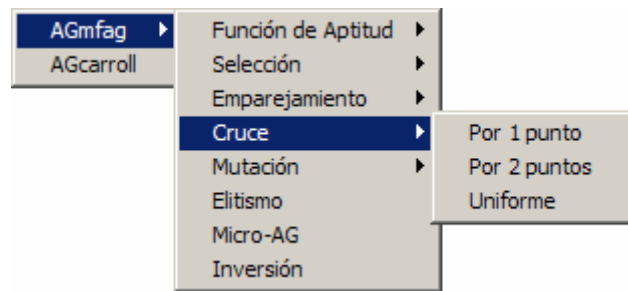 AGmfag
AGcarroll
Función de Aptitud
Selección
Emparejamiento
Cruce
Mutación
Elitismo
Micro-AG
Inversión
Por 1 punto
Por 2 puntos
Uniforme